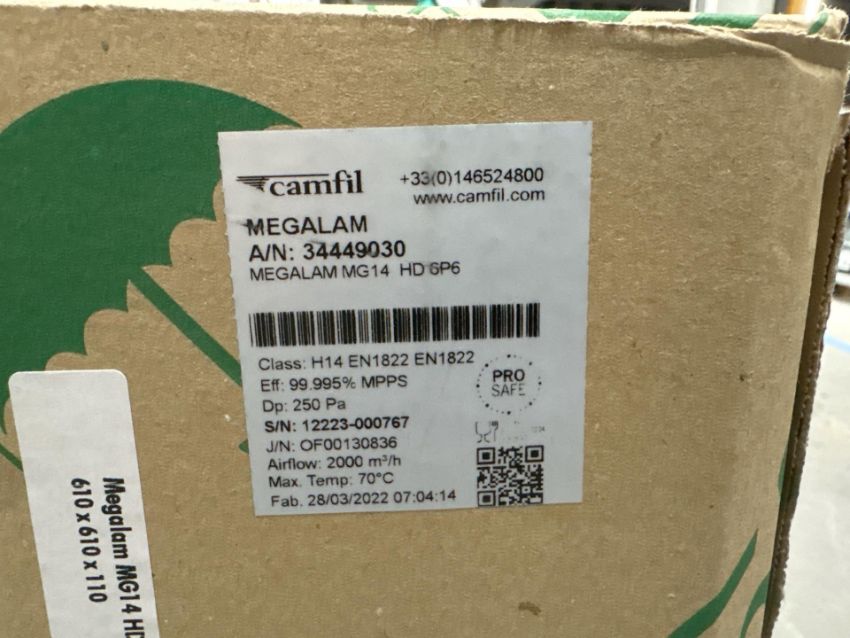 camfil
+33(0)146524800
www.camfil.com
MEGALAM
A/N: 34449030
MEGALAM MG14 HD 6P6
Class: H14 EN1822 EN1822
Eff: 99.995% MPPS
Dp: 250 Pa
S/N: 12223-000767
J/N: OF00130836
Airflow: 2000 m³/h
Max. Temp: 70°C
Fab. 28/03/2022 07:04:14
PRO
SAFE
Megalam MG14 HD
610 x 610 x 110